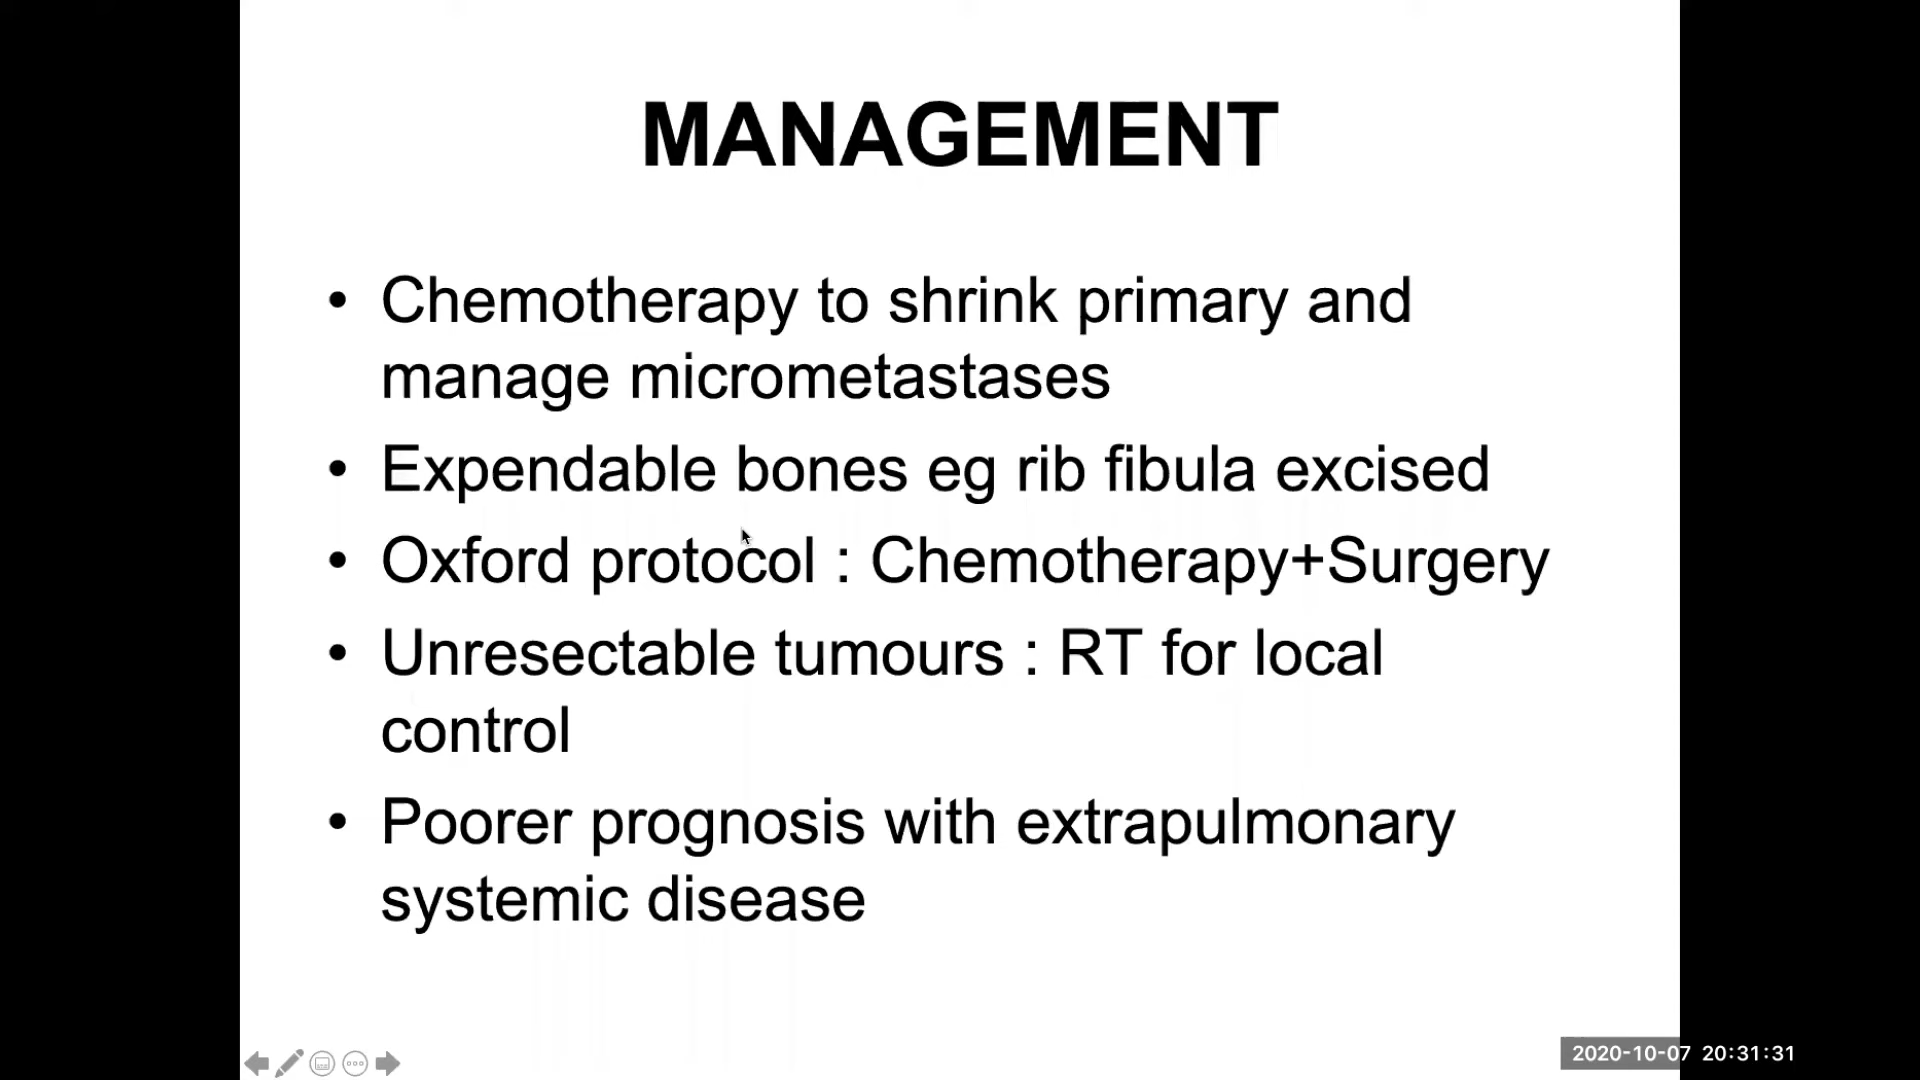 MANAGEMENT
• Chemotherapy to shrink primary and
manage micrometastases
• Expendable bones eg rib fibula excised
• Oxford protocol : Chemotherapy+Surgery
• Unresectable tumours : RT for local
control
• Poorer prognosis with extrapulmonary
systemic disease
2020-10-07 20:31:31